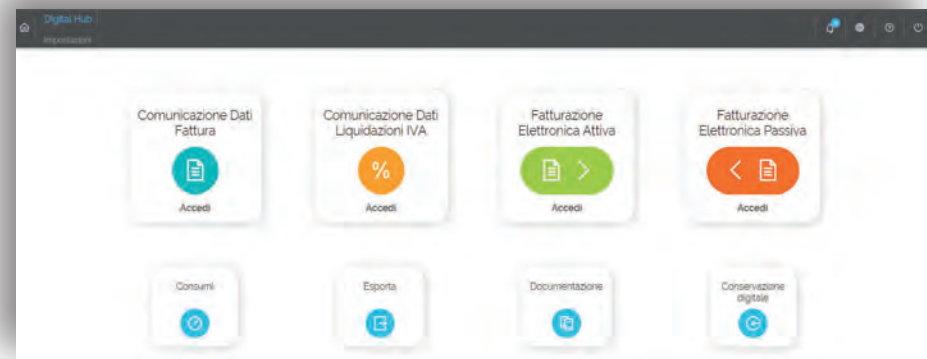 Digital Hub
Impostazioni
Comunicazione Dati
Fattura
Accedi
Comunicazione Dati
Liquidazioni IVA
%
Accedi
Fatturazione
Elettronica Attiva
Accedi
Fatturazione
Elettronica Passiva
Accedi
Consumi
Esporta
Documentazione
Conservazione
digitale